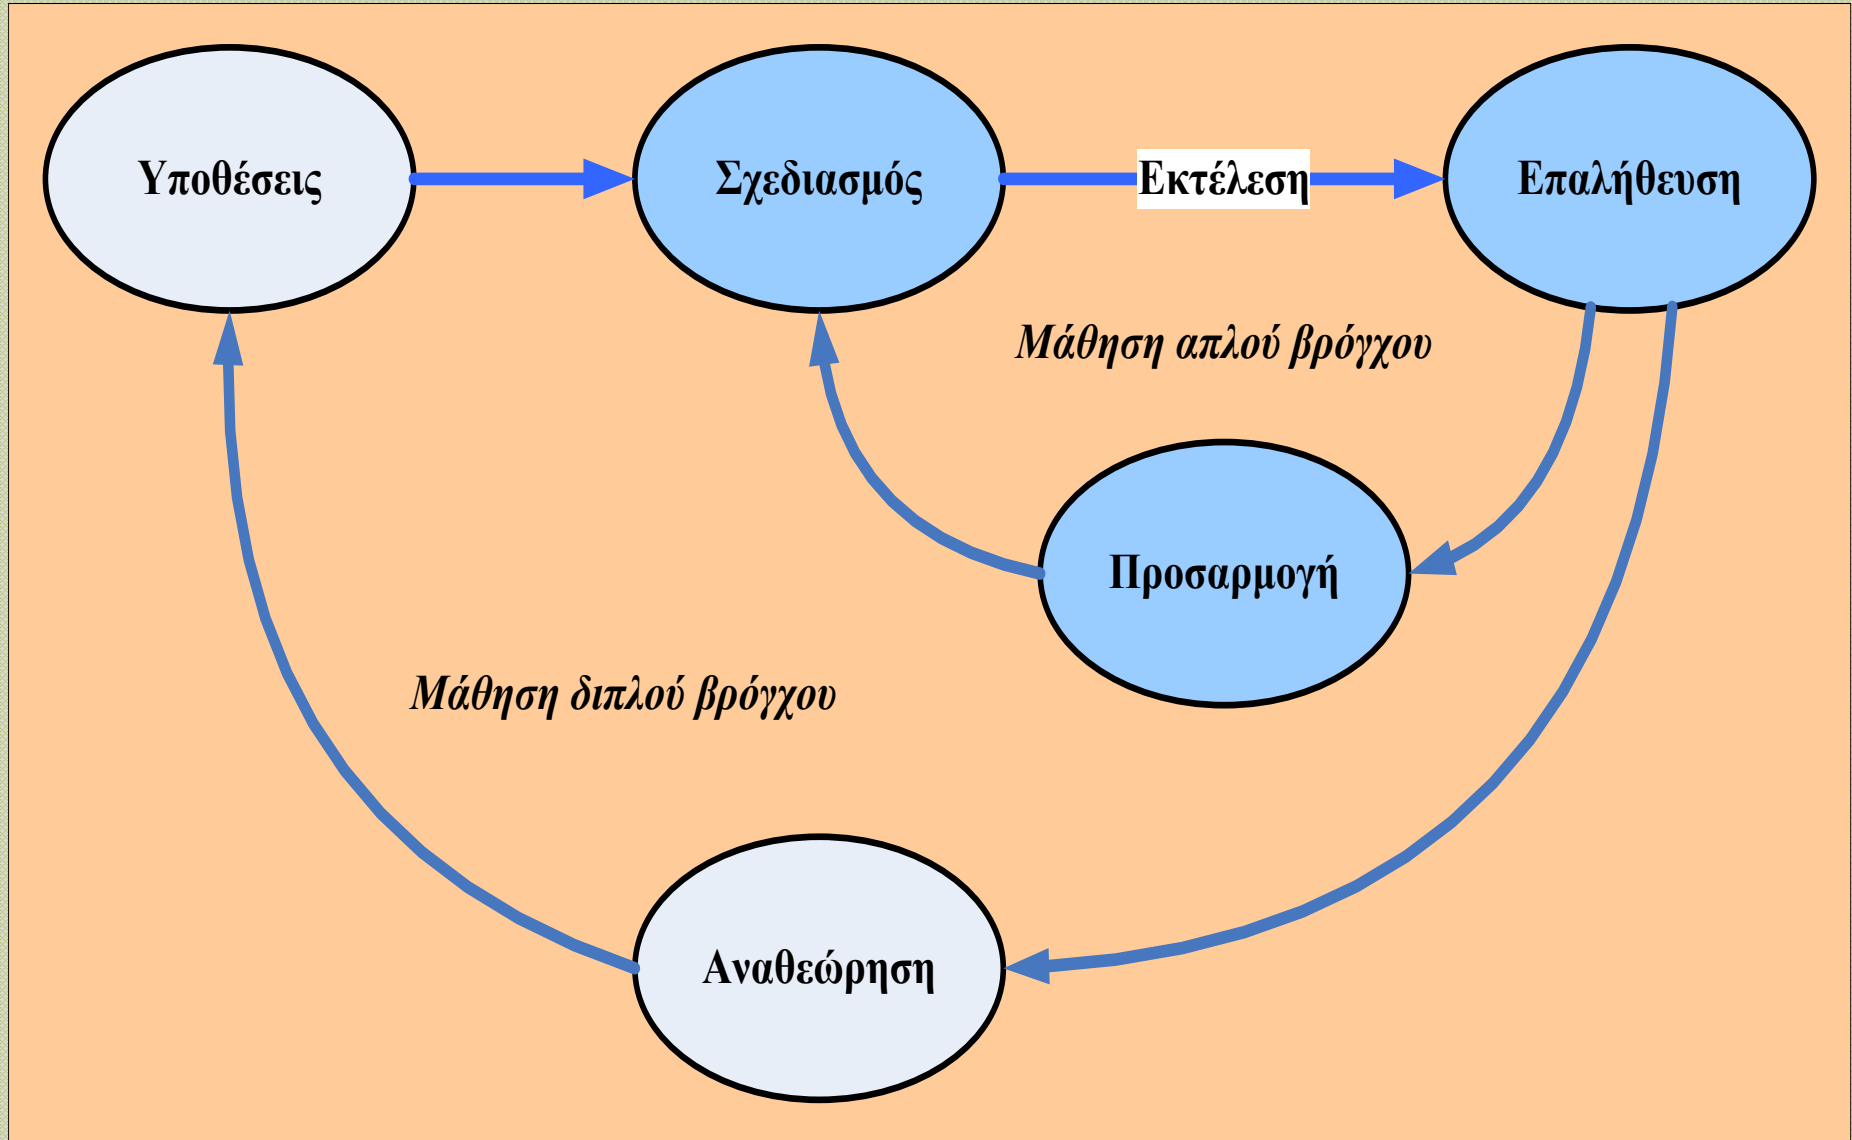 Υποθέσεις
Σχεδιασμός
Εκτέλεση
Επαλήθευση
Μάθηση απλού βρόγχου
Προσαρμογή
Μάθηση διπλού βρόγχου
Αναθεώρηση